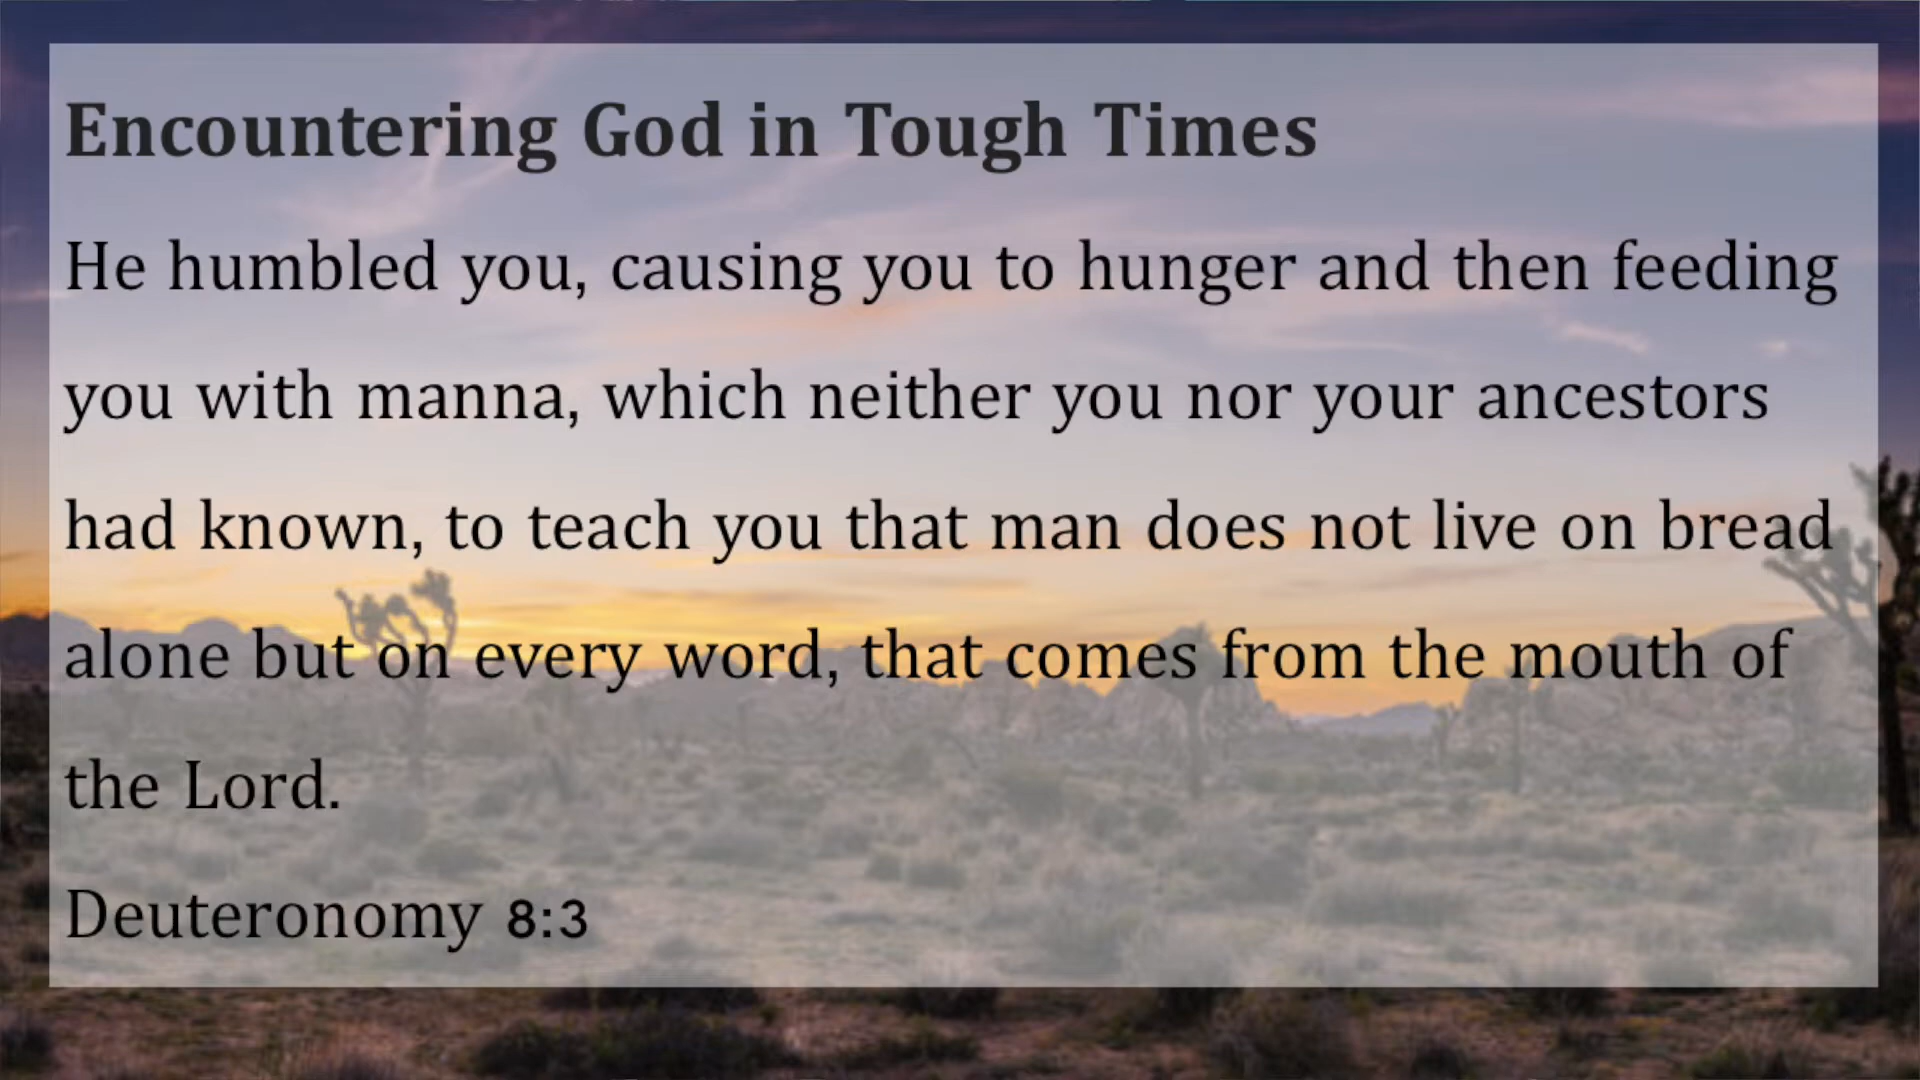 Encountering God in Tough Times
He humbled you, causing you to hunger and then feeding
you with manna, which neither you nor your ancestors
had known, to teach you that man does not live on bread
alone but on every word, that comes from the mouth of
the Lord.
Deuteronomy 8:3